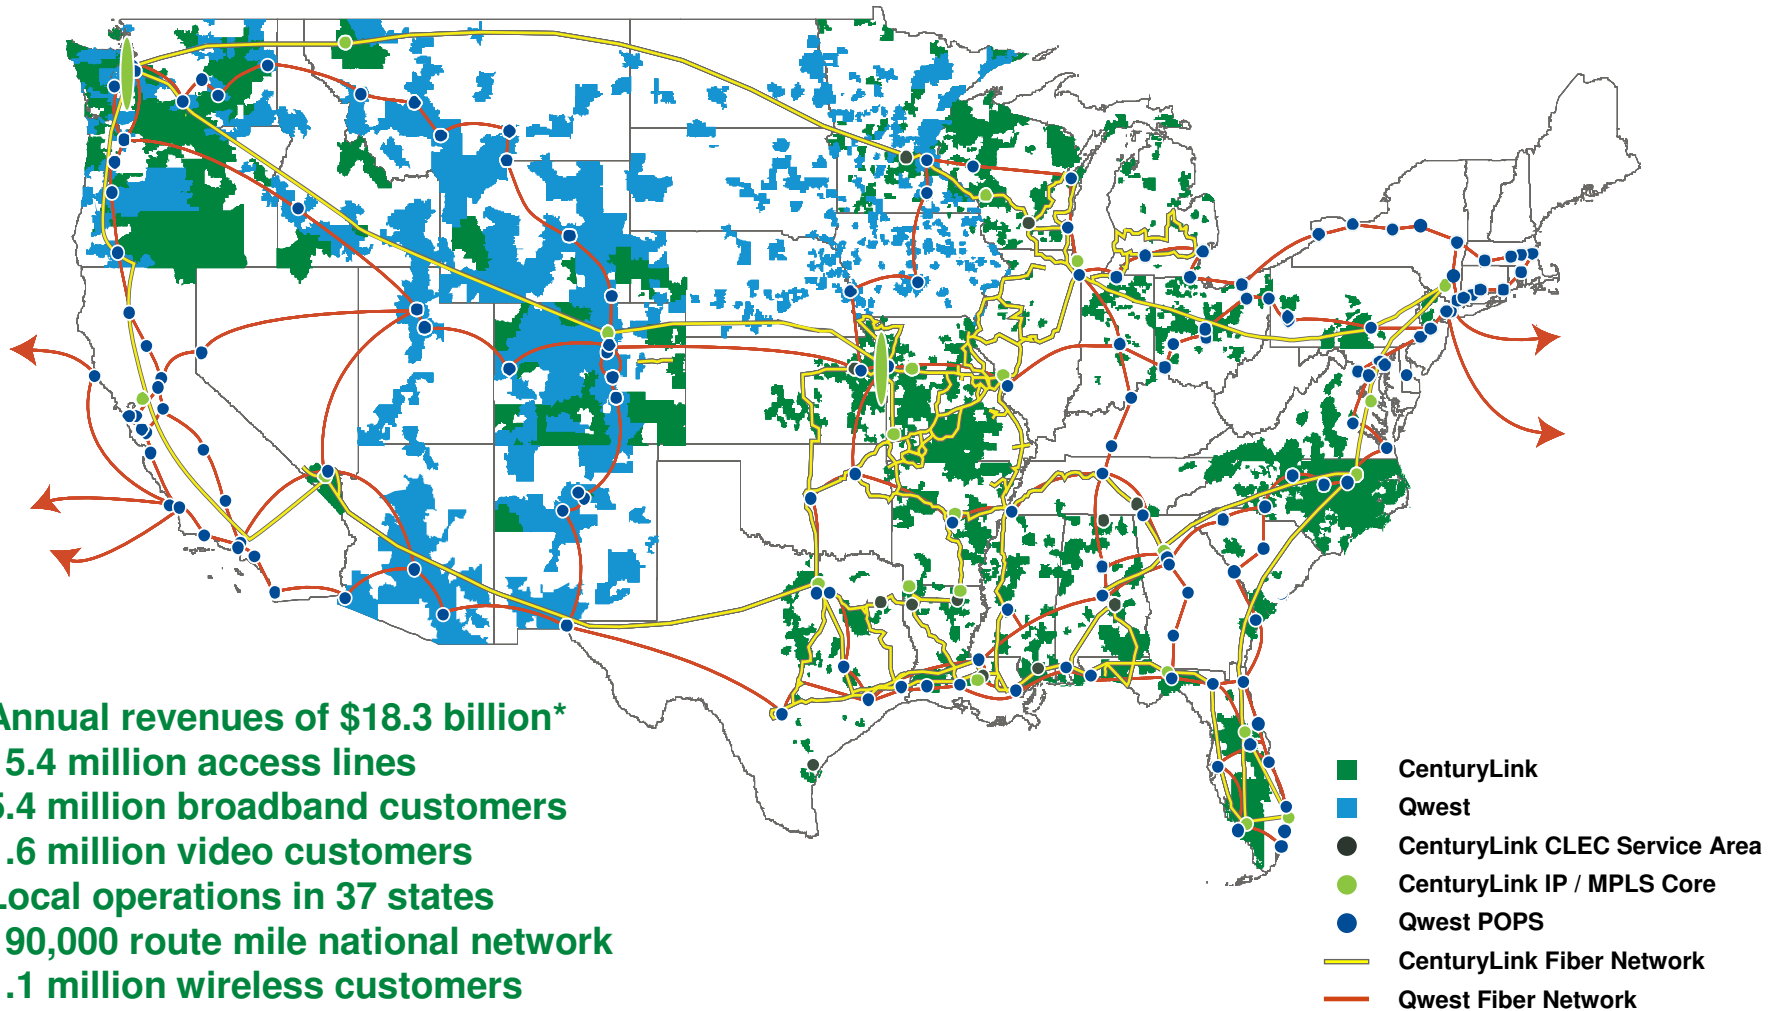 Annual revenues of $18.3 billion*
5.4 million access lines
5.4 million broadband customers
.6 million video customers
Local operations in 37 states
90,000 route mile national network
.1 million wireless customers
CenturyLink
Qwest
CenturyLink CLEC Service Area
CenturyLink IP / MPLS Core
Qwest POPS
CenturyLink Fiber Network
Qwest Fiber Network